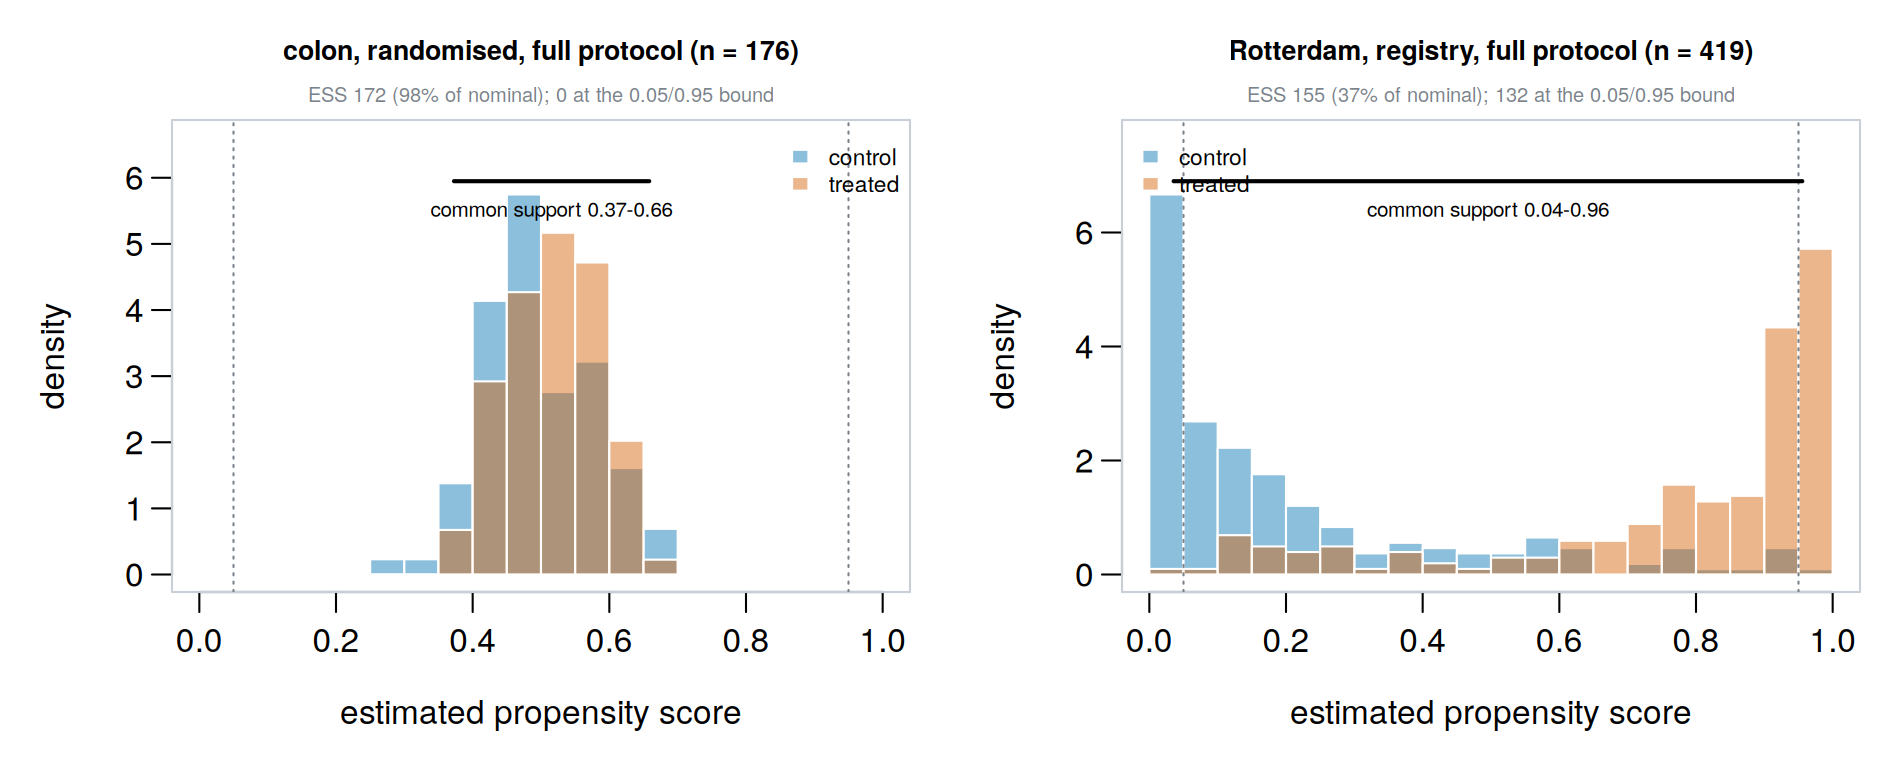 colon, randomised, full protocol (n = 176)
ESS 172 (98% of nominal); 0 at the 0.05/0.95 bound
control
treated
common support 0.37-0.66
6
5
4
3
2
1
0
density
0.0 0.2 0.4 0.6 0.8 1.0
estimated propensity score
Rotterdam, registry, full protocol (n = 419)
ESS 155 (37% of nominal); 132 at the 0.05/0.95 bound
control
treated
common support 0.04-0.96
6
4
2
0
density
0.0 0.2 0.4 0.6 0.8 1.0
estimated propensity score